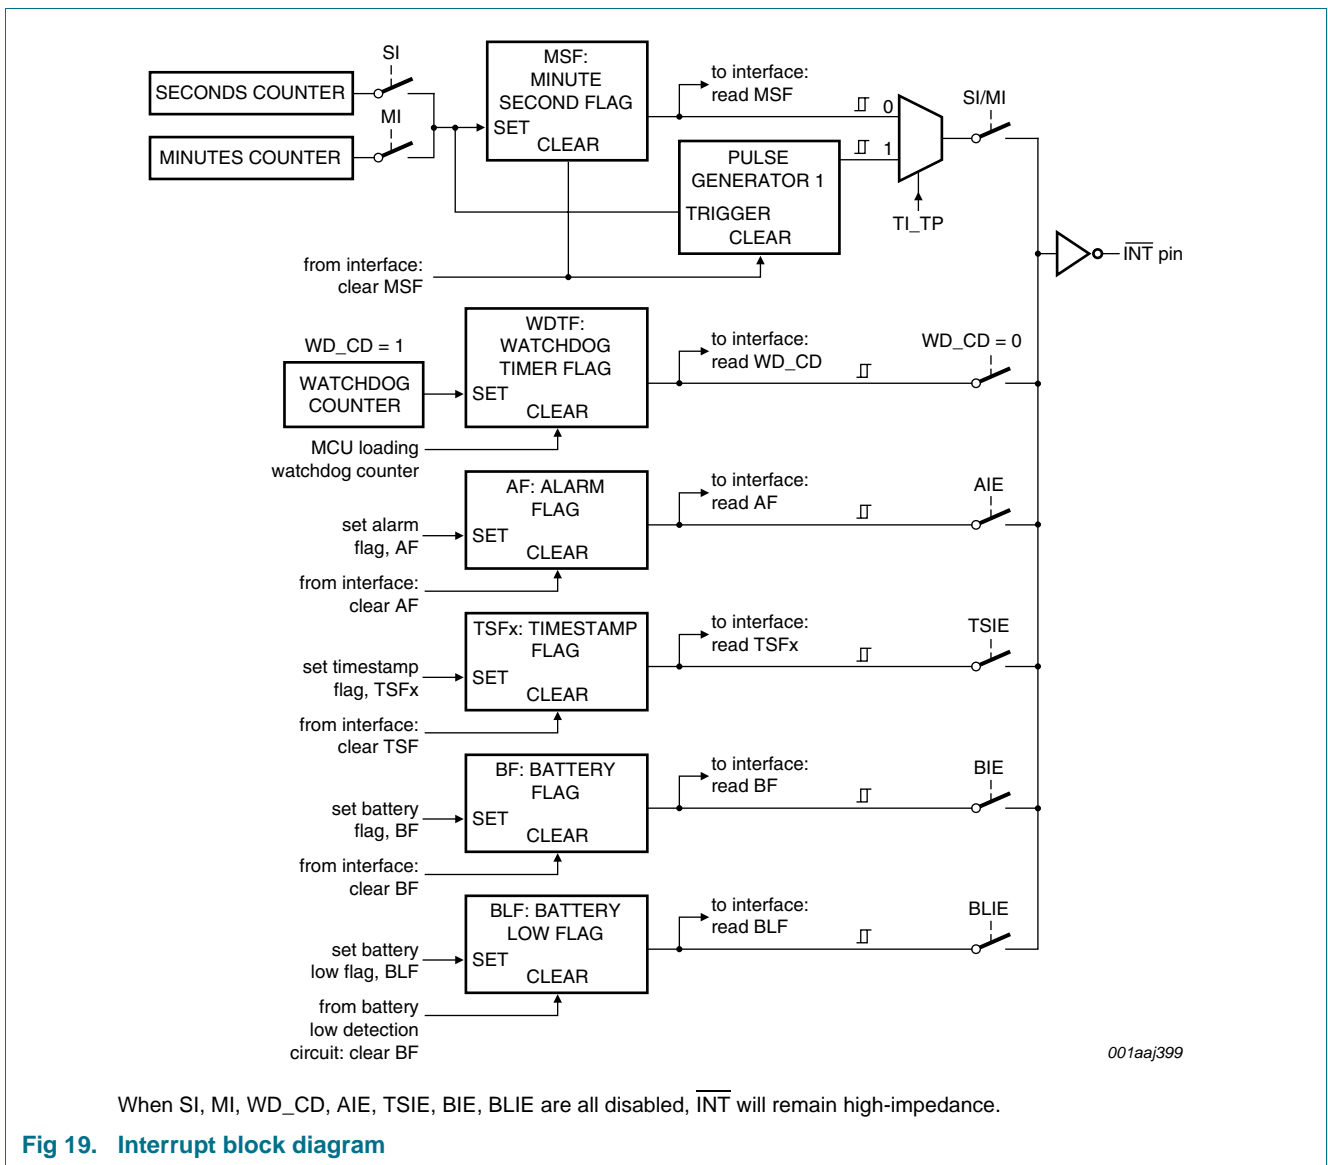 SI
SECONDS COUNTER
MI
MINUTES COUNTER
MSF:
MINUTE
SECOND FLAG
SET
CLEAR
to interface:
read MSF
0
1
SI/MI
PULSE
GENERATOR 1
TRIGGER
CLEAR
TI_TP
from interface:
clear MSF
INT pin
WD_CD = 1
WATCHDOG
COUNTER
WDTF:
WATCHDOG
TIMER FLAG
SET
CLEAR
to interface:
read WD_CD
WD_CD = 0
MCU loading
watchdog counter
AF: ALARM
FLAG
SET
CLEAR
to interface:
read AF
AIE
set alarm
flag, AF
from interface:
clear AF
TSFx: TIMESTAMP
FLAG
SET
CLEAR
to interface:
read TSFx
TSIE
set timestamp
flag, TSFx
from interface:
clear TSF
BF: BATTERY
FLAG
SET
CLEAR
to interface:
read BF
BIE
set battery
flag, BF
from interface:
clear BF
BLF: BATTERY
LOW FLAG
SET
CLEAR
to interface:
read BLF
BLIE
set battery
low flag, BLF
from battery
low detection
circuit: clear BF
001aaj399
When SI, MI, WD_CD, AIE, TSIE, BIE, BLIE are all disabled, INT will remain high-impedance.
Fig 19. Interrupt block diagram